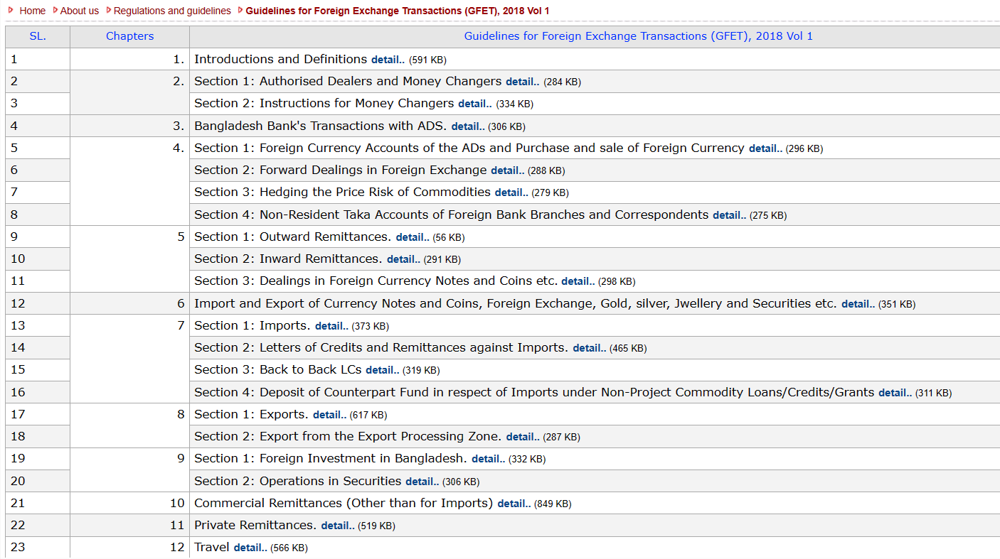 Home About us Regulations and guidelines Guidelines for Foreign Exchange Transactions (GFET), 2018 Vol 1
SL. Chapters Guidelines for Foreign Exchange Transactions (GFET), 2018 Vol 1
1 1. Introductions and Definitions detail.. (591 KB)
2 2. Section 1: Authorised Dealers and Money Changers detail.. (284 KB)
3 Section 2: Instructions for Money Changers detail.. (334 KB)
4 3. Bangladesh Bank's Transactions with ADS. detail.. (306 KB)
5 4. Section 1: Foreign Currency Accounts of the ADs and Purchase and sale of Foreign Currency detail.. (296 KB)
6 Section 2: Forward Dealings in Foreign Exchange detail.. (288 KB)
7 Section 3: Hedging the Price Risk of Commodities detail.. (279 KB)
8 Section 4: Non-Resident Taka Accounts of Foreign Bank Branches and Correspondents detail.. (275 KB)
9 5 Section 1: Outward Remittances. detail.. (56 KB)
10 Section 2: Inward Remittances. detail.. (291 KB)
11 Section 3: Dealings in Foreign Currency Notes and Coins etc. detail.. (298 KB)
12 6 Import and Export of Currency Notes and Coins, Foreign Exchange, Gold, silver, Jwellery and Securities etc. detail.. (351 KB)
13 7 Section 1: Imports. detail.. (373 KB)
14 Section 2: Letters of Credits and Remittances against Imports. detail.. (465 KB)
15 Section 3: Back to Back LCs detail.. (319 KB)
16 Section 4: Deposit of Counterpart Fund in respect of Imports under Non-Project Commodity Loans/Credits/Grants detail.. (311 KB)
17 8 Section 1: Exports. detail.. (617 KB)
18 Section 2: Export from the Export Processing Zone. detail.. (287 KB)
19 9 Section 1: Foreign Investment in Bangladesh. detail.. (332 KB)
20 Section 2: Operations in Securities detail.. (306 KB)
21 10 Commercial Remittances (Other than for Imports) detail.. (849 KB)
22 11 Private Remittances. detail.. (519 KB)
23 12 Travel detail.. (566 KB)